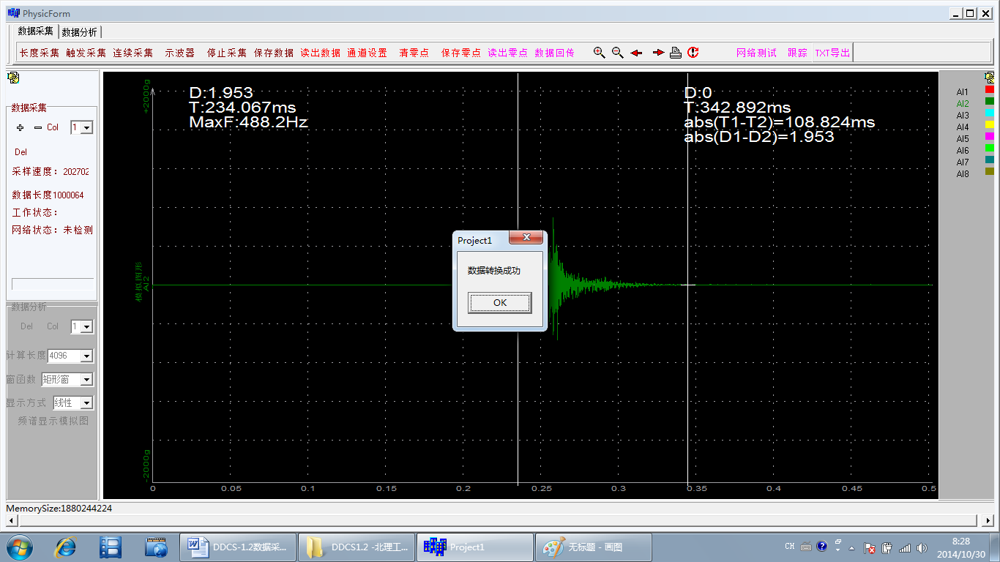 PhysicForm
数据采集 数据分析
长度采集 触发采集 连续采集 示波器 停止采集 保存数据 读出数据 通道设置 清零点 保存零点 读出零点 数据回传 网络测试 跟踪 TXT导出
数据采集
Col 1
Del
采样速度： 202702
数据长度1000064
工作状态：
网络状态： 未检测
数据分析
Del Col 1
计算长度 4096
窗函数 矩形窗
显示方式 线性
频谱显示模拟图
+2000g
模拟图形
AI2
-2000g
D:1.953
T:234.067ms
MaxF:488.2Hz
D:0
T:342.892ms
abs(T1-T2)=108.824ms
abs(D1-D2)=1.953
Project1
数据转换成功
OK
0 0.05 0.1 0.15 0.2 0.25 0.3 0.35 0.4 0.45 0.5
AI1
AI2
AI3
AI4
AI5
AI6
AI7
AI8
MemorySize:1880244224
DDCS-1.2数据采... DDCS1.2 -北理工... Project1 无标题 - 画图 CH 8:28
2014/10/30